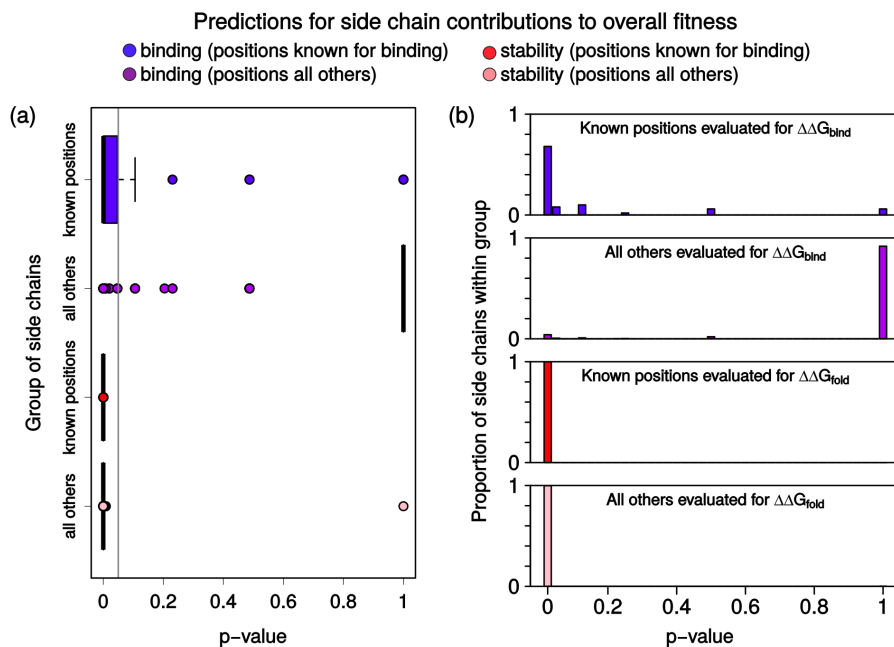 Predictions for side chain contributions to overall fitness
binding (positions known for binding)
stability (positions known for binding)
binding (positions all others)
stability (positions all others)
(a)
Group of side chains
known positions
all others
known positions
all others
0 0.2 0.4 0.6 0.8 1
p−value
(b)
Proportion of side chains within group
1
Known positions evaluated for ΔΔGbind
0
1
All others evaluated for ΔΔGbind
0
1
Known positions evaluated for ΔΔGfold
0
1
All others evaluated for ΔΔGfold
0
0 0.2 0.4 0.6 0.8 1
p−value